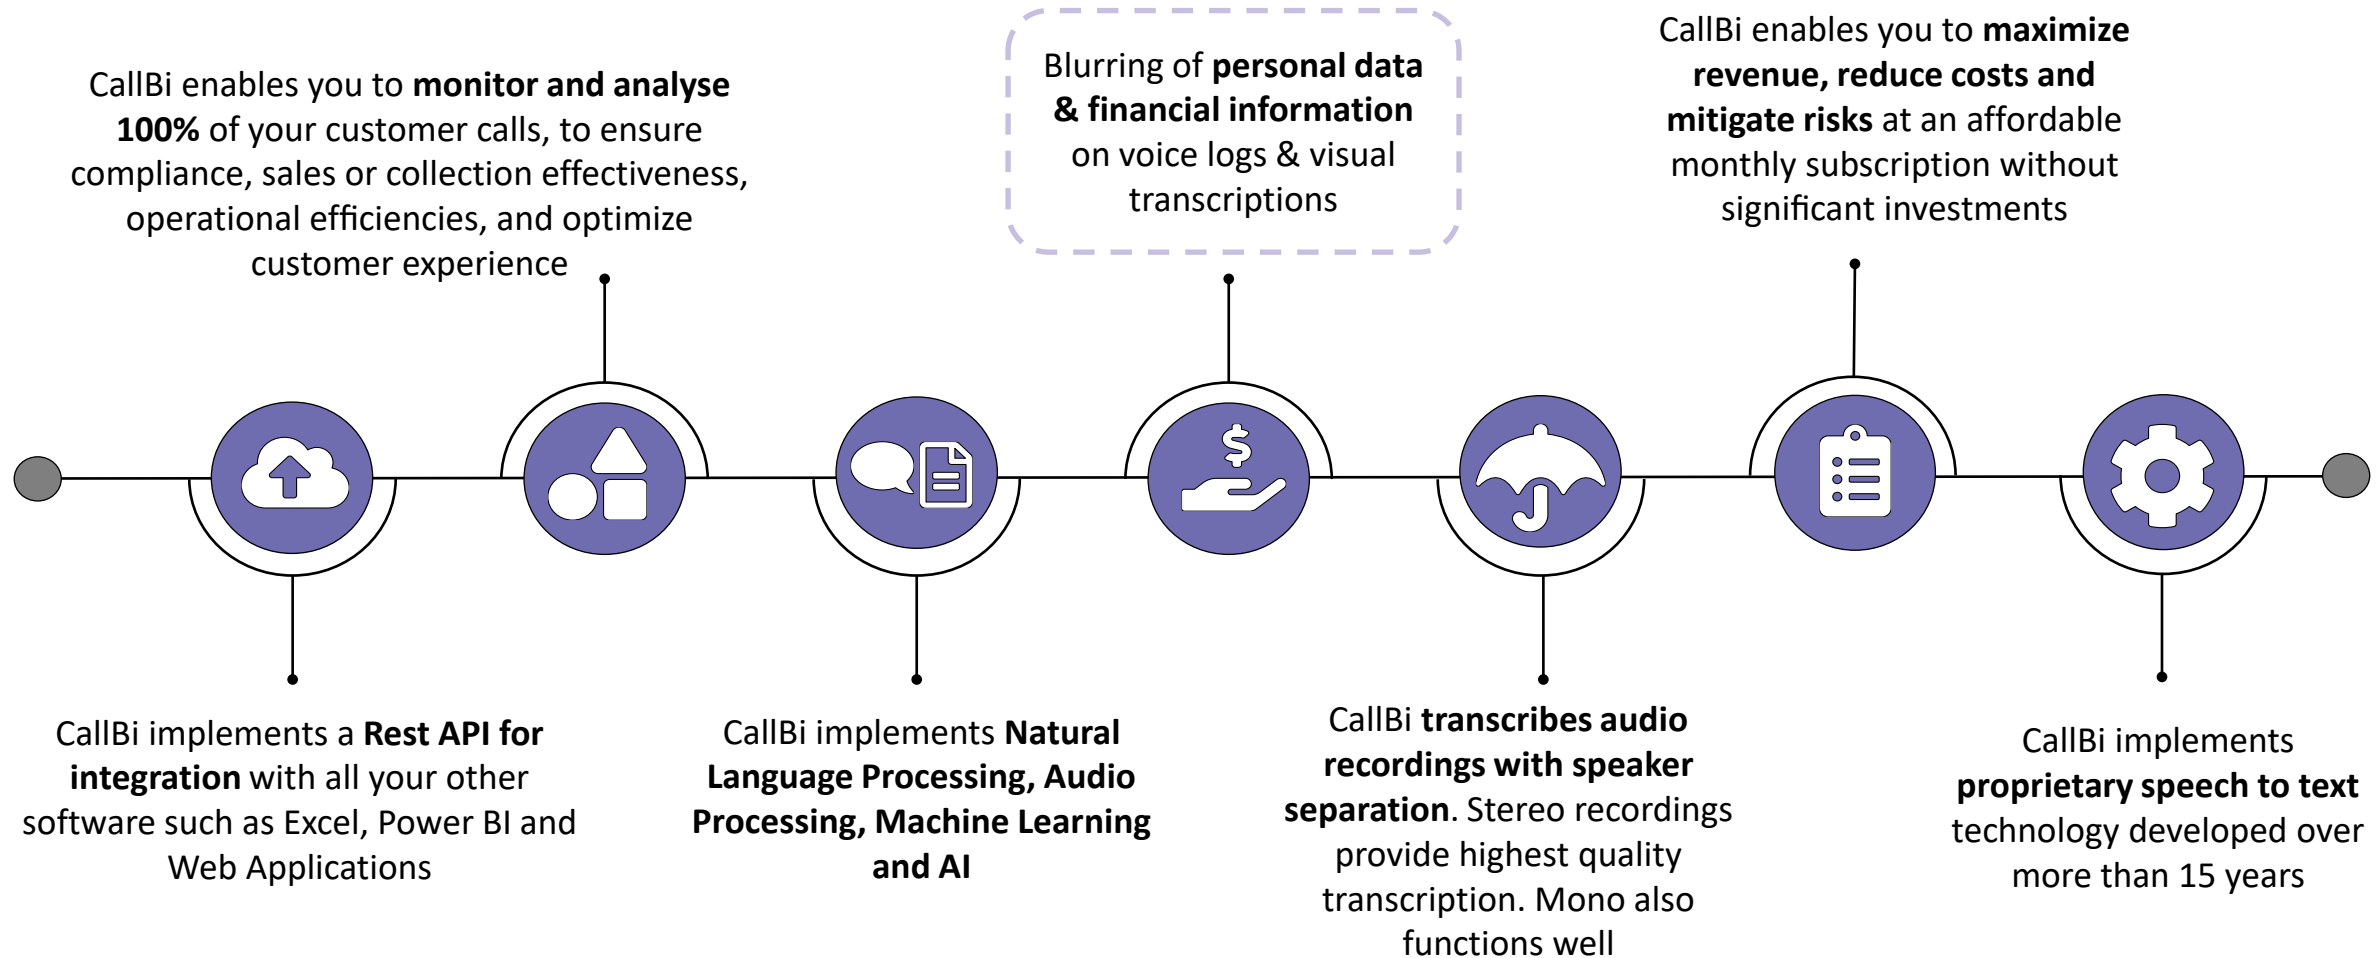 CallBi enables you to monitor and analyse
100% of your customer calls, to ensure
compliance, sales or collection effectiveness,
operational efficiencies, and optimize
customer experience
Blurring of personal data
& financial information
on voice logs & visual
transcriptions
CallBi enables you to maximize
revenue, reduce costs and
mitigate risks at an affordable
monthly subscription without
significant investments
$
CallBi implements a Rest API for
integration with all your other
software such as Excel, Power BI and
Web Applications
CallBi implements Natural
Language Processing, Audio
Processing, Machine Learning
and AI
CallBi transcribes audio
recordings with speaker
separation. Stereo recordings
provide highest quality
transcription. Mono also
functions well
CallBi implements
proprietary speech to text
technology developed over
more than 15 years